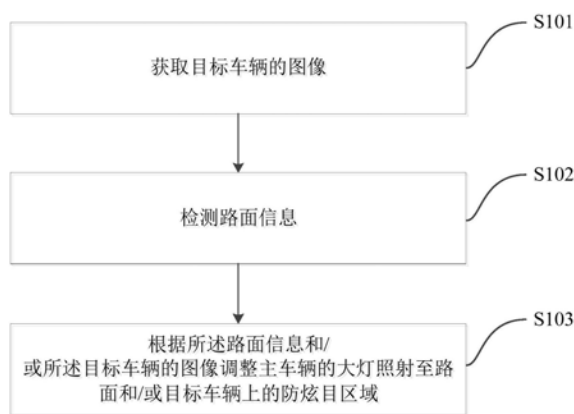 S101
获取目标车辆的图像
S102
检测路面信息
S103
根据所述路面信息和/
或所述目标车辆的图像调整主车辆的大灯照射至路
面和/或目标车辆上的防炫目区域